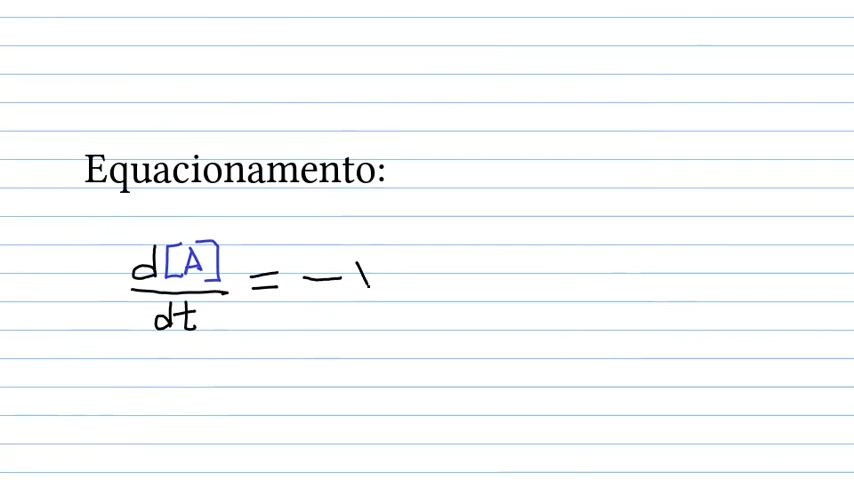 Equacionamento:
d[A]
dt
= −